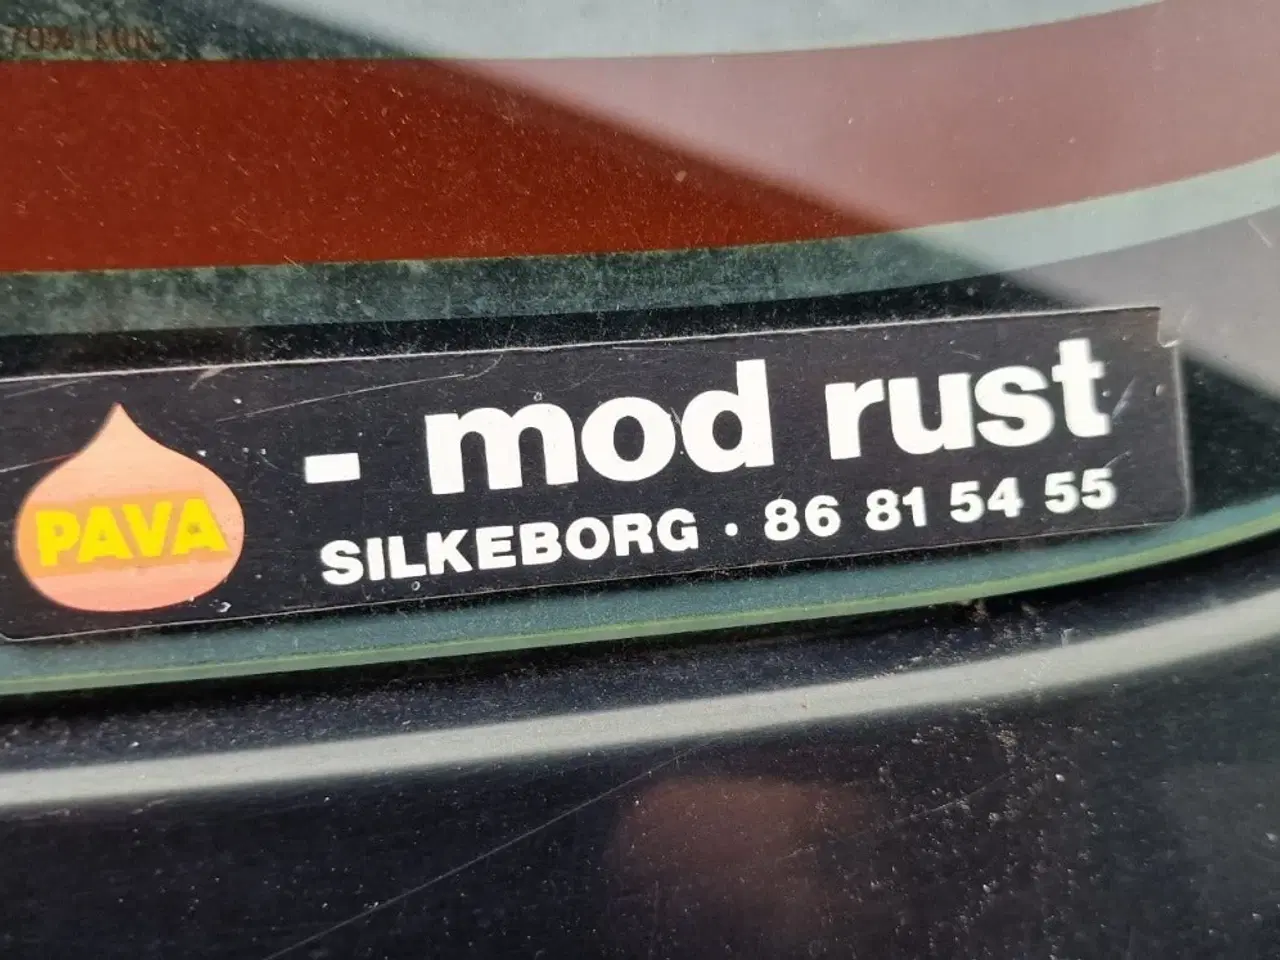 - mod rust
PAVA
SILKEBORG · 86 81 54 55